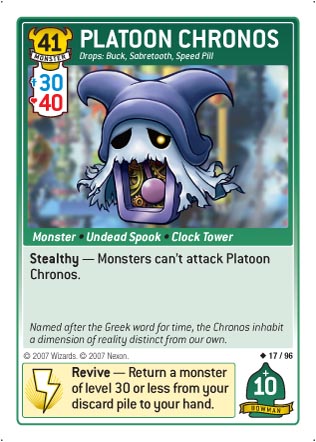 41
MONSTER
PLATOON CHRONOS
Drops: Buck, Sabretooth, Speed Pill
30
40
Monster • Undead Spook • Clock Tower
Stealthy — Monsters can't attack Platoon
Chronos.
Named after the Greek word for time, the Chronos inhabit
a dimension of reality distinct from our own.
© 2007 Wizards. © 2007 Nexon.
◆ 17 / 96
Revive — Return a monster
of level 30 or less from your
discard pile to your hand.
+
10
BOWMAN